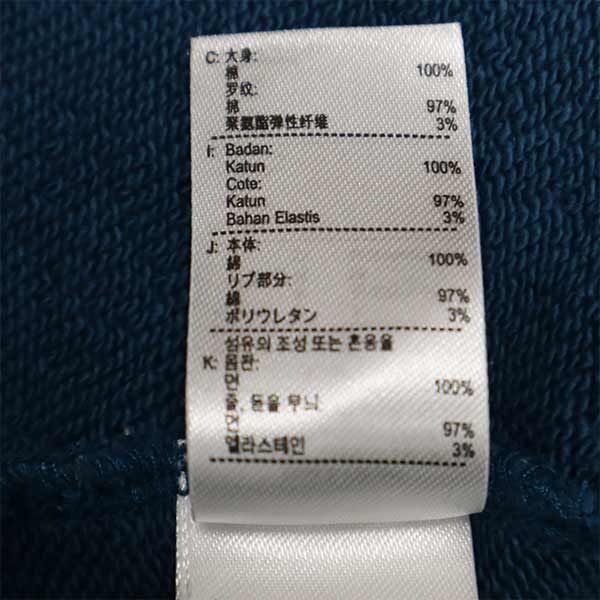 C: 大身:
棉 100%
罗纹:
棉 97%
聚氨酯弹性纤维 3%
I: Badan:
Katun 100%
Cote:
Katun 97%
Bahan Elastis 3%
J: 本体:
綿 100%
リブ部分:
綿 97%
ポリウレタン 3%
섬유의 조성 또는 혼용율
K: 몸판:
면 100%
줄, 돋을 무늬
면 97%
엘라스테인 3%